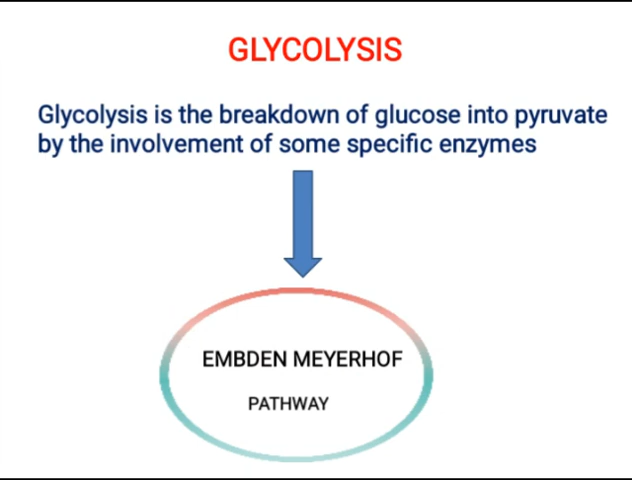 GLYCOLYSIS
Glycolysis is the breakdown of glucose into pyruvate
by the involvement of some specific enzymes
EMBDEN MEYERHOF
PATHWAY